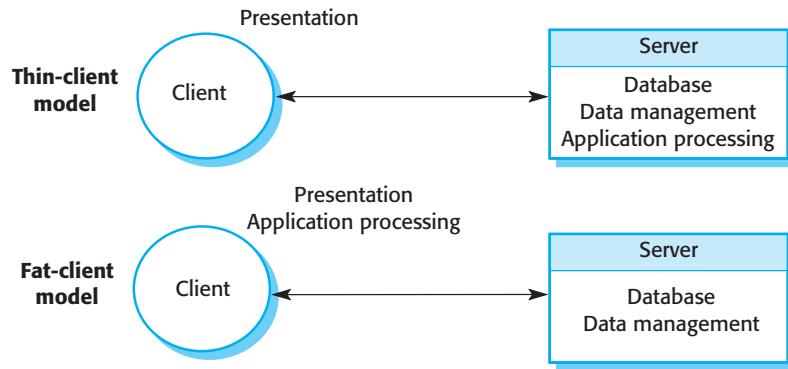 Presentation
Thin-client
model
Client
Server
Database
Data management
Application processing
Presentation
Application processing
Fat-client
model
Client
Server
Database
Data management